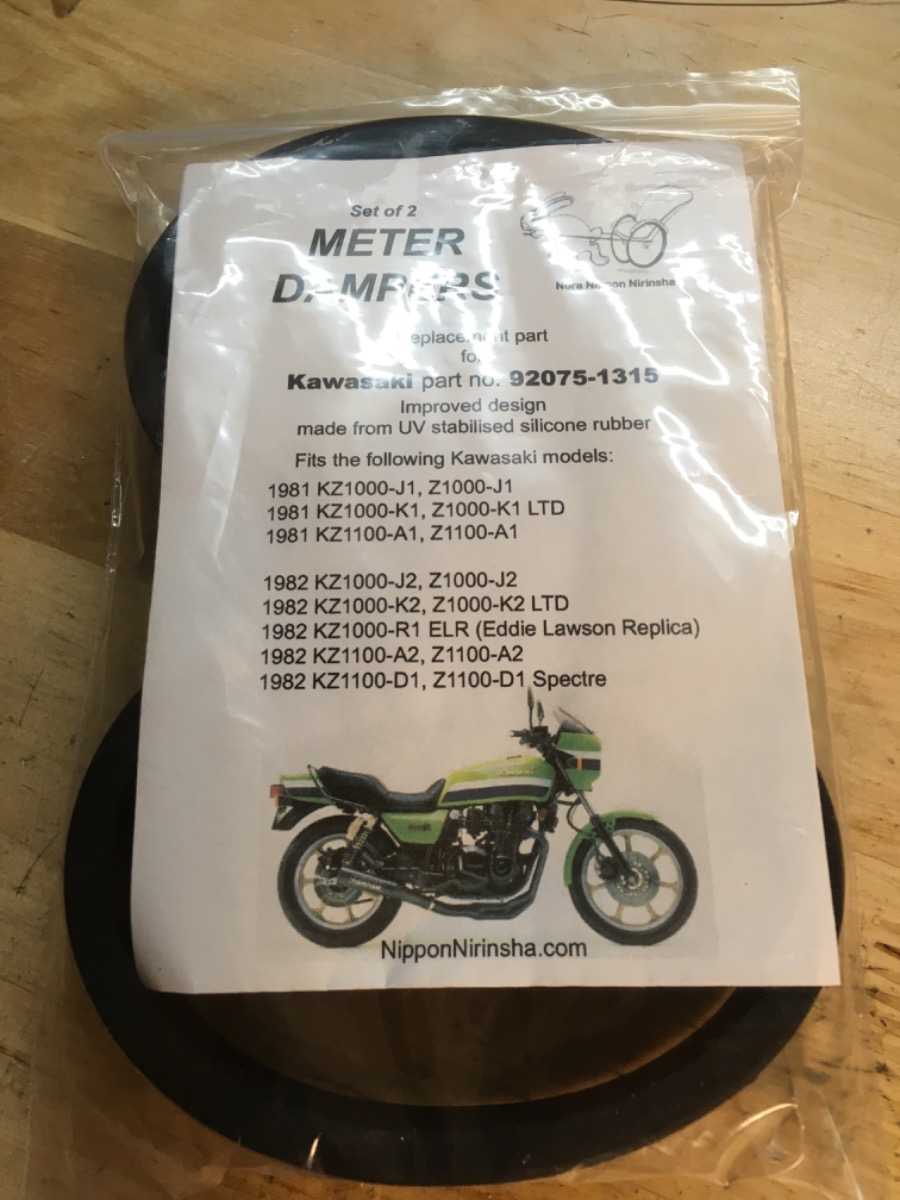 Set of 2
METER
DAMPERS
Nora Nippon Nirinsha
Replacement part
for
Kawasaki part no. 92075-1315
Improved design
made from UV stabilised silicone rubber
Fits the following Kawasaki models:
1981 KZ1000-J1, Z1000-J1
1981 KZ1000-K1, Z1000-K1 LTD
1981 KZ1100-A1, Z1100-A1
1982 KZ1000-J2, Z1000-J2
1982 KZ1000-K2, Z1000-K2 LTD
1982 KZ1000-R1 ELR (Eddie Lawson Replica)
1982 KZ1100-A2, Z1100-A2
1982 KZ1100-D1, Z1100-D1 Spectre
NipponNirinsha.com